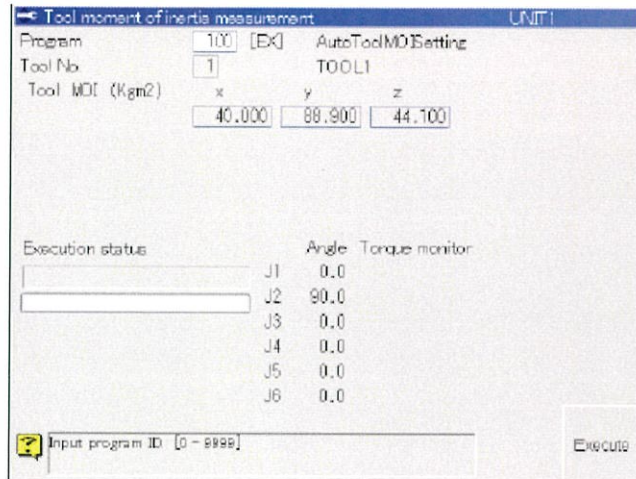 Tool moment of inertia measurement UNIT1
Program 100 [EX] AutoToolMOISetting
Tool No. 1 TOOL1
Tool MOI (Kgm2) x y z
40.000 88.900 44.100
Execution status Angle Torque monitor
J1 0.0
J2 90.0
J3 0.0
J4 0.0
J5 0.0
J6 0.0
Input program ID [0 - 9999]
Execute